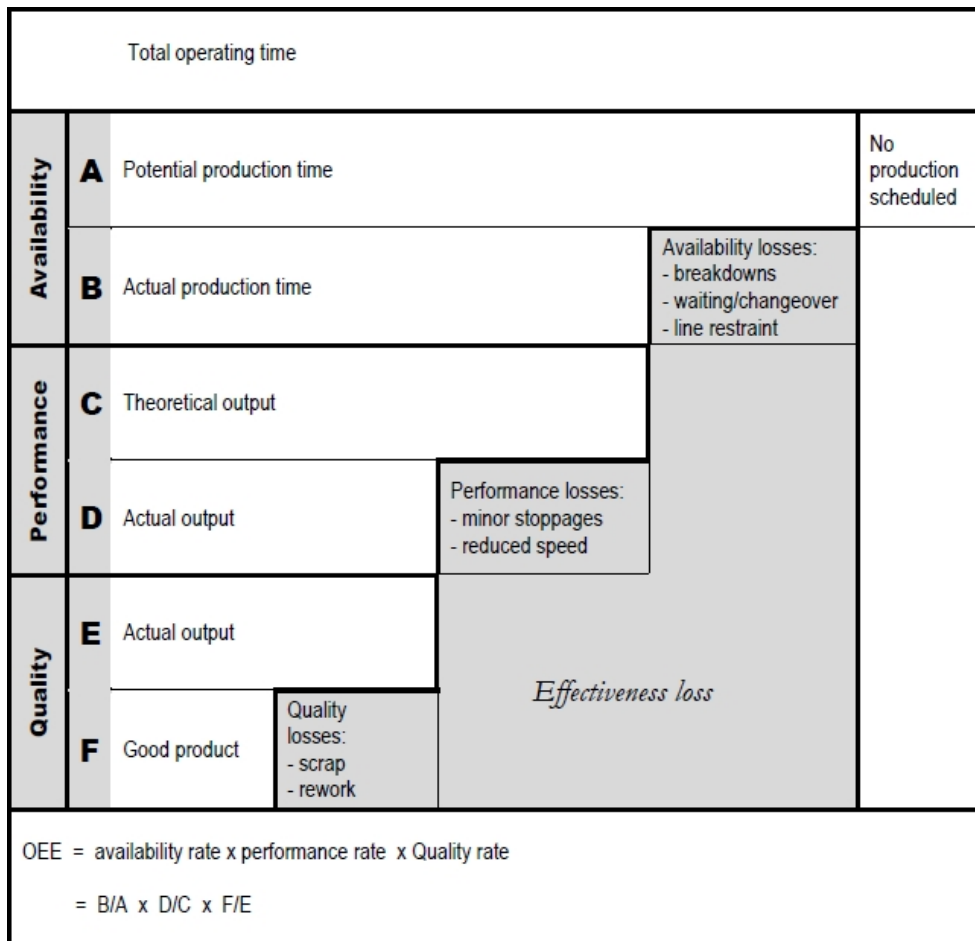 Total operating time
Availability
A
Potential production time
No
production
scheduled
B
Actual production time
Availability losses:
- breakdowns
- waiting/changeover
- line restraint
Performance
C
Theoretical output
D
Actual output
Performance losses:
- minor stoppages
- reduced speed
Quality
E
Actual output
Effectiveness loss
F
Good product
Quality
losses:
- scrap
- rework
OEE = availability rate x performance rate x Quality rate
= B/A x D/C x F/E